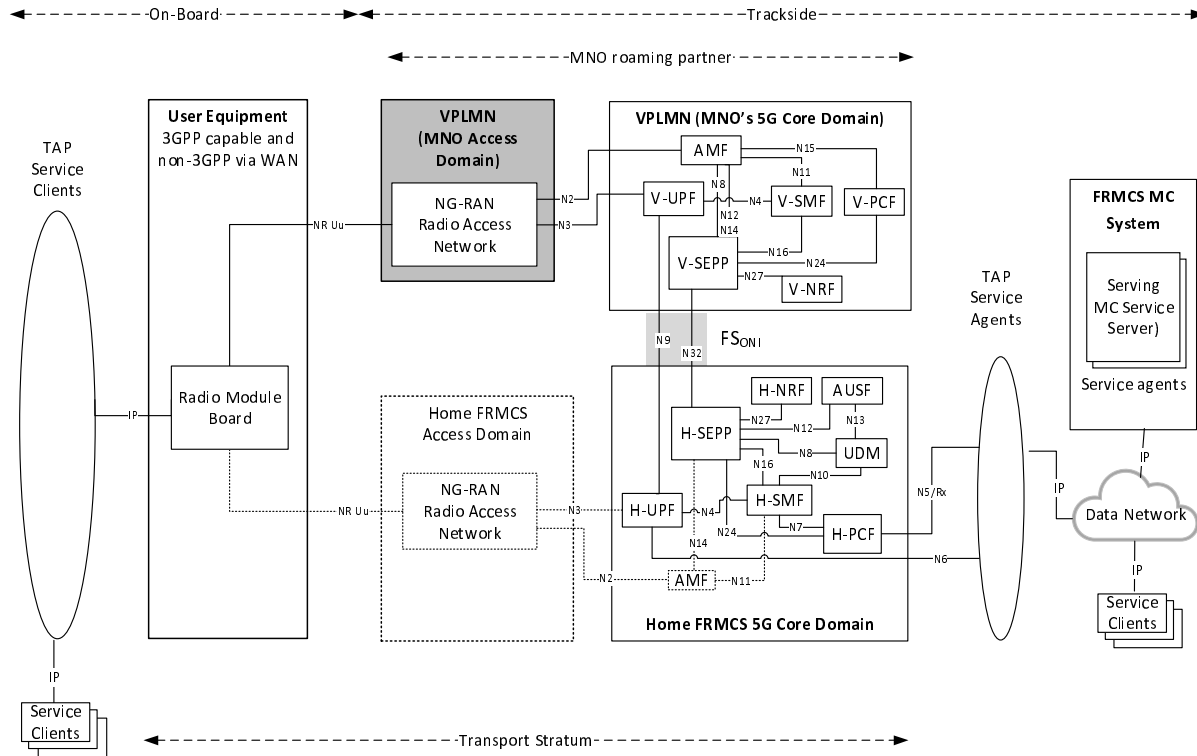 On-Board
Trackside
MNO roaming partner
User Equipment
3GPP capable and
non-3GPP via WAN
VPLMN
(MNO Access
Domain)
VPLMN (MNO's 5G Core Domain)
TAP
Service
Clients
AMF
N15
N11
N8
NG-RAN
Radio Access
Network
N2
N3
V-UPF
N4
V-SMF
V-PCF
N12
N14
NR Uu
FRMCS MC
System
V-SEPP
N16
N24
N27
V-NRF
TAP
Service
Agents
Serving
MC Service
Server)
Service agents
N9
N32
FSONI
Radio Module
Board
IP
Home FRMCS
Access Domain
H-NRF
AUSF
N27
N12
N13
H-SEPP
N8
UDM
N16
N10
IP
IP
NG-RAN
Radio Access
Network
NR Uu
N3
H-UPF
N4
H-SMF
N7
N5/Rx
Data Network
N14
N24
H-PCF
N6
N2
AMF
N11
IP
Home FRMCS 5G Core Domain
Service
Clients
IP
Service
Clients
Transport Stratum